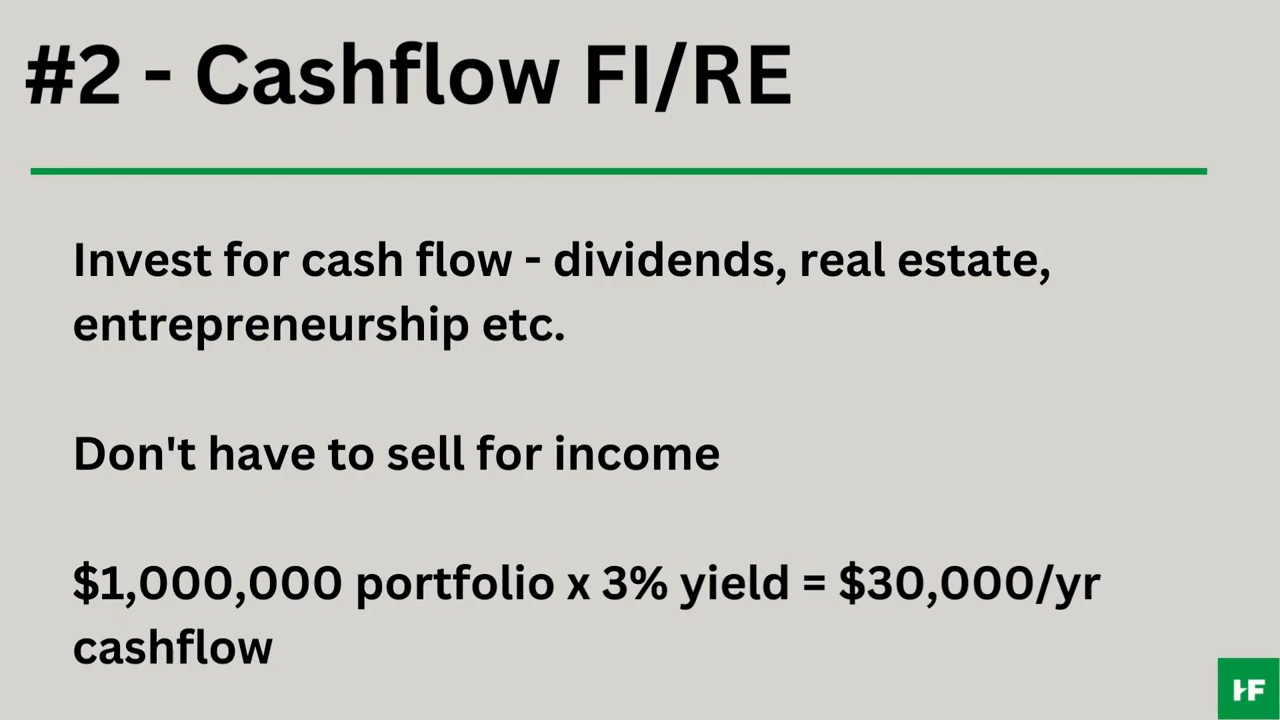 #2 - Cashflow FI/RE
Invest for cash flow - dividends, real estate,
entrepreneurship etc.
Don't have to sell for income
$1,000,000 portfolio x 3% yield = $30,000/yr
cashflow
HF